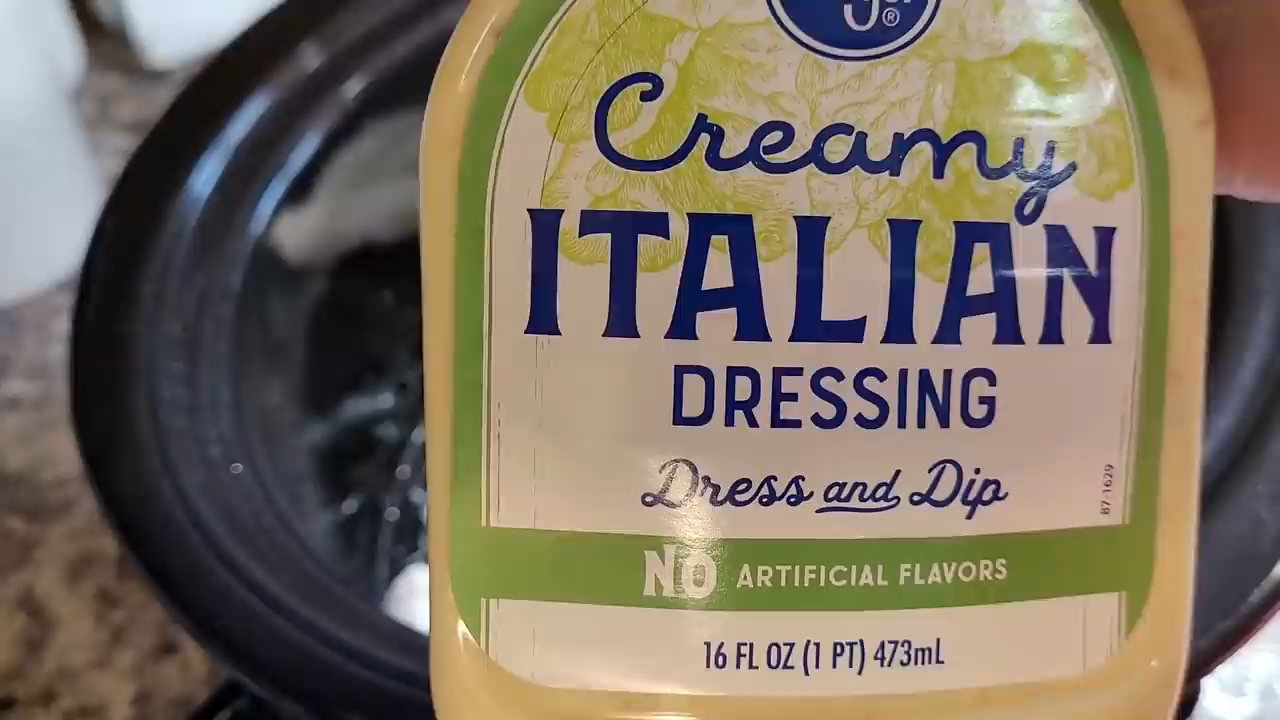 Creamy
ITALIAN
DRESSING
Dress and Dip
87-1629
NO ARTIFICIAL FLAVORS
16 FL OZ (1 PT) 473mL